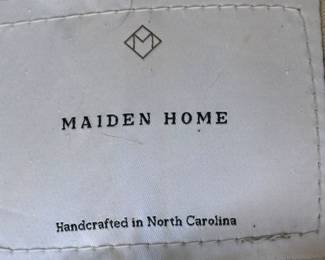 MAIDEN HOME
Handcrafted in North Carolina